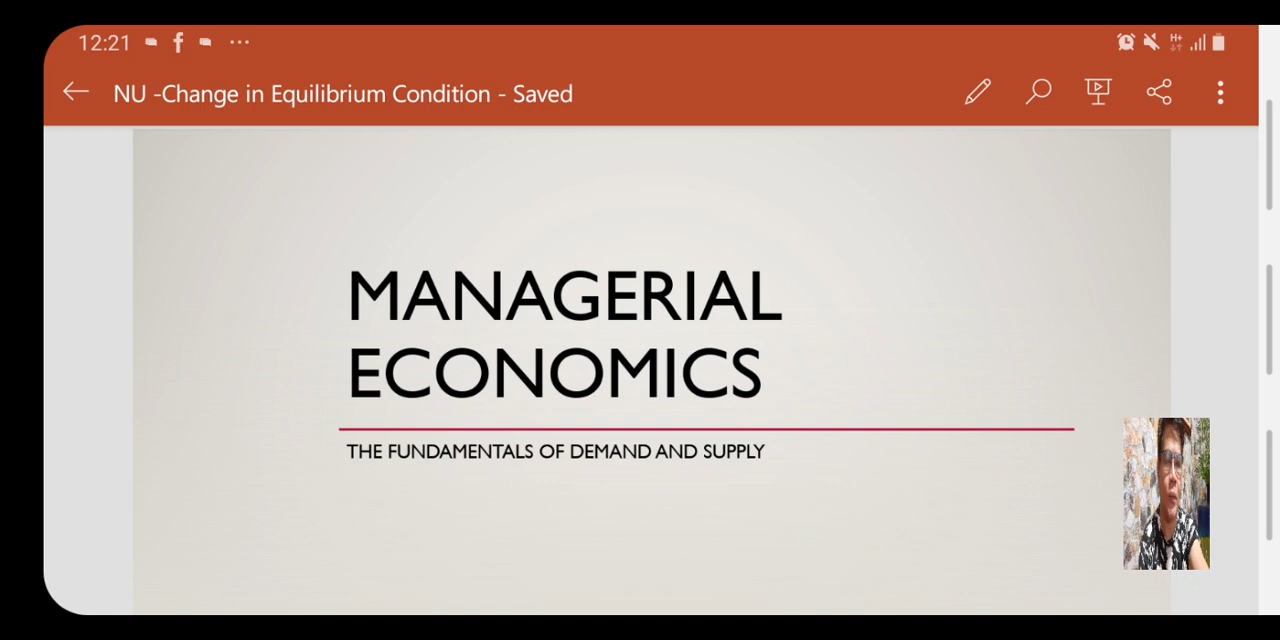 12:21
H+
NU -Change in Equilibrium Condition - Saved
MANAGERIAL
ECONOMICS
THE FUNDAMENTALS OF DEMAND AND SUPPLY